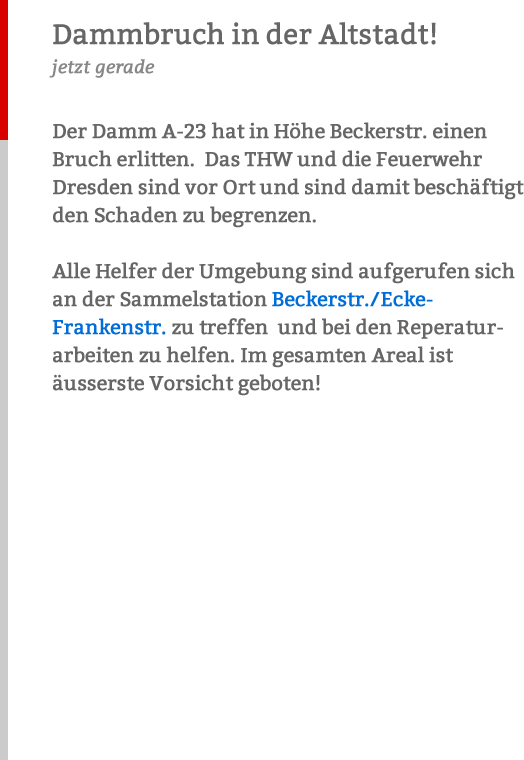 Dammbruch in der Altstadt!
jetzt gerade
Der Damm A-23 hat in Höhe Beckerstr. einen
Bruch erlitten.  Das THW und die Feuerwehr
Dresden sind vor Ort und sind damit beschäftigt
den Schaden zu begrenzen.
Alle Helfer der Umgebung sind aufgerufen sich
an der Sammelstation Beckerstr./Ecke-
Frankenstr. zu treffen  und bei den Reperatur-
arbeiten zu helfen. Im gesamten Areal ist
äusserste Vorsicht geboten!